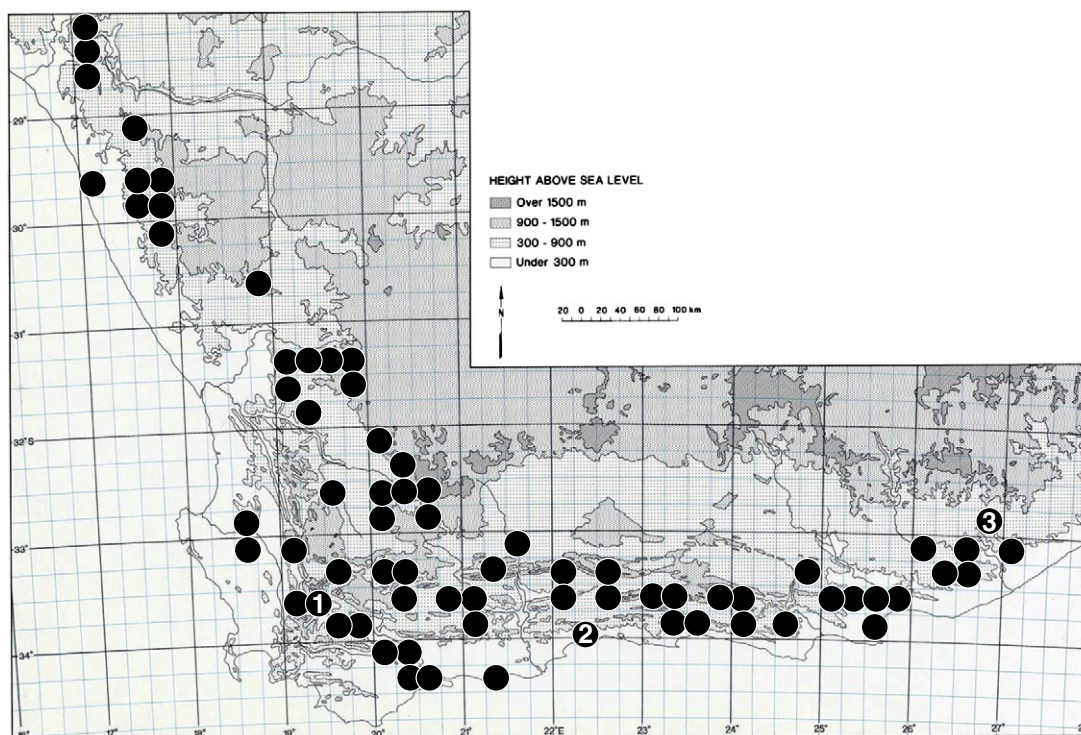 29°
30°
HEIGHT ABOVE SEA LEVEL
Over 1500 m
900 - 1500 m
300 - 900 m
Under 300 m
N
20 0 20 40 60 80 100 km
31°
32°S
33°
34°
1
2
3
16°
17°
18°
19°
20°E
21°
22°E
23°
24°
25°
26°
27°